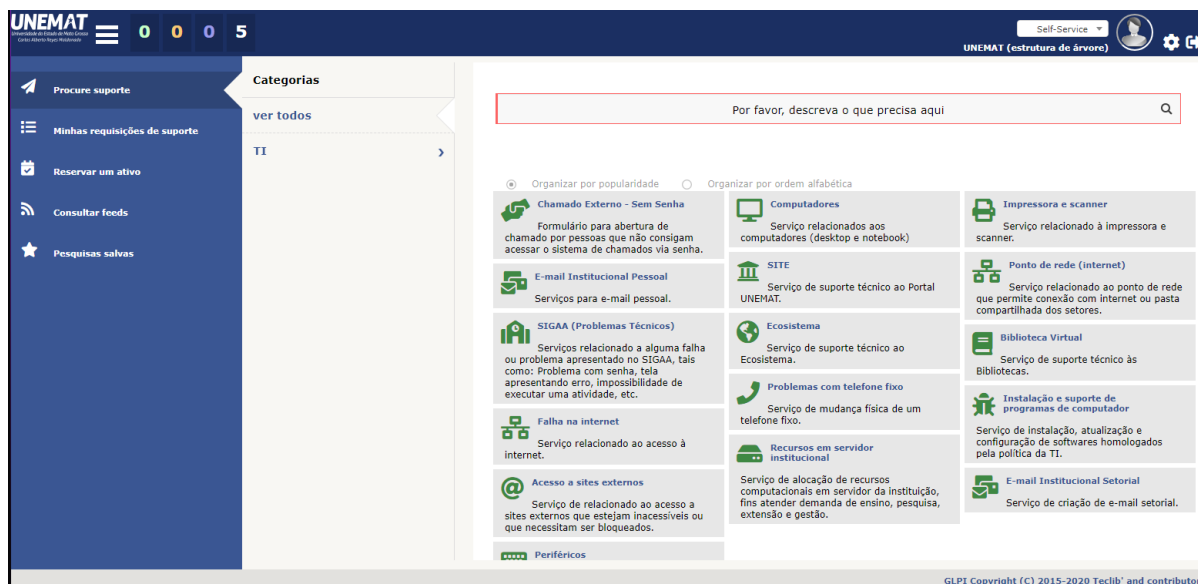 UNEMAT
Universidade do Estado de Mato Grosso
Carlos Alberto Reyes Maldonado
0 0 0 5
Self-Service
UNEMAT (estrutura de árvore)
Procure suporte
Minhas requisições de suporte
Reservar um ativo
Consultar feeds
Pesquisas salvas
Categorias
ver todos
TI
Por favor, descreva o que precisa aqui
Organizar por popularidade
Organizar por ordem alfabética
Chamado Externo - Sem Senha
Formulário para abertura de
chamado por pessoas que não consigam
acessar o sistema de chamados via senha.
E-mail Institucional Pessoal
Serviços para e-mail pessoal.
SIGAA (Problemas Técnicos)
Serviços relacionado a alguma falha
ou problema apresentado no SIGAA, tais
como: Problema com senha, tela
apresentando erro, impossibilidade de
executar uma atividade, etc.
Falha na internet
Serviço relacionado ao acesso à
internet.
Acesso a sites externos
Serviço de relacionado ao acesso a
sites externos que estejam inacessíveis ou
que necessitam ser bloqueados.
Periféricos
Computadores
Serviço relacionados aos
computadores (desktop e notebook)
SITE
Serviço de suporte técnico ao Portal
UNEMAT.
Ecosistema
Serviço de suporte técnico ao
Ecosistema.
Problemas com telefone fixo
Serviço de mudança física de um
telefone fixo.
Recursos em servidor
institucional
Serviço de alocação de recursos
computacionais em servidor da instituição,
fins atender demanda de ensino, pesquisa,
extensão e gestão.
Impressora e scanner
Serviço relacionado à impressora e
scanner.
Ponto de rede (internet)
Serviço relacionado ao ponto de rede
que permite conexão com internet ou pasta
compartilhada dos setores.
Biblioteca Virtual
Serviço de suporte técnico às
Bibliotecas.
Instalação e suporte de
programas de computador
Serviço de instalação, atualização e
configuração de softwares homologados
pela política da TI.
E-mail Institucional Setorial
Serviço de criação de e-mail setorial.
GLPI Copyright (C) 2015-2020 Teclib' and contributor